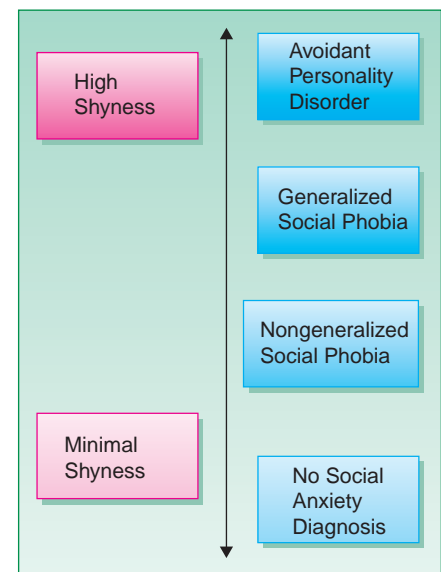 High
Shyness
Avoidant
Personality
Disorder
Generalized
Social Phobia
Nongeneralized
Social Phobia
Minimal
Shyness
No Social
Anxiety
Diagnosis